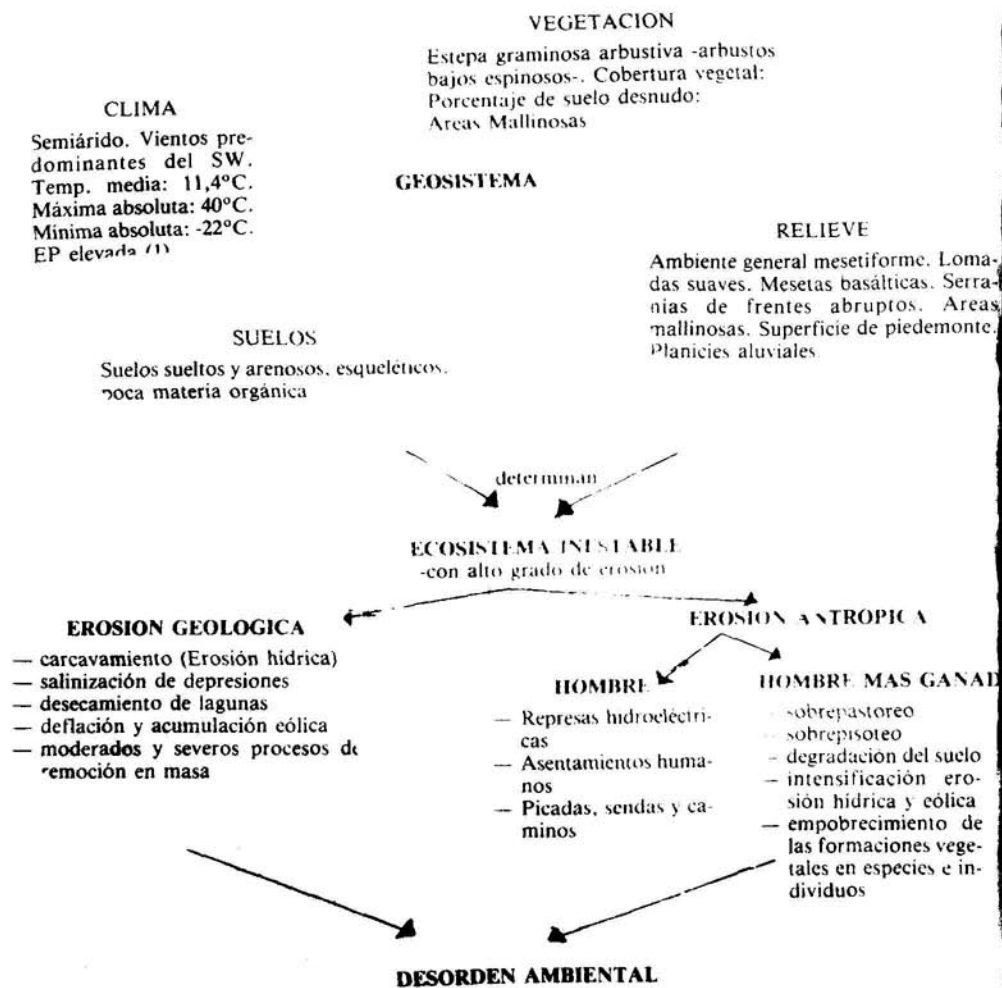 VEGETACION
Estepa graminosa arbustiva -arbustos
bajos espinosos-. Cobertura vegetal:
Porcentaje de suelo desnudo:
Areas Mallinosas
CLIMA
Semiárido. Vientos pre-
dominantes del SW.
Temp. media: 11,4°C.
Máxima absoluta: 40°C.
Mínima absoluta: -22°C.
EP elevada (1)
GEOSISTEMA
RELIEVE
Ambiente general mesetiforme. Loma-
das suaves. Mesetas basálticas. Serra-
nías de frentes abruptos. Areas
mallinosas. Superficie de piedemonte.
Planicies aluviales
SUELOS
Suelos sueltos y arenosos, esqueléticos,
poca materia orgánica
determinan
ECOSISTEMA INESTABLE
-con alto grado de erosión
EROSION GEOLOGICA
— carcavamiento (Erosión hídrica)
— salinización de depresiones
— desecamiento de lagunas
— deflación y acumulación eólica
— moderados y severos procesos de
remoción en masa
EROSION ANTROPICA
HOMBRE
— Represas hidroeléctri-
cas
— Asentamientos huma-
nos
— Picadas, sendas y ca-
minos
HOMBRE MAS GANAD
- sobrepastoreo
- sobrepisoteo
- degradación del suelo
— intensificación ero-
sión hídrica y eólica
— empobrecimiento de
las formaciones vege-
tales en especies e in-
dividuos
DESORDEN AMBIENTAL